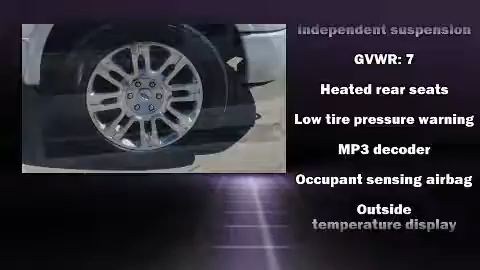 independent suspension
GVWR: 7
Heated rear seats
Low tire pressure warning
MP3 decoder
Occupant sensing airbag
Outside
temperature display